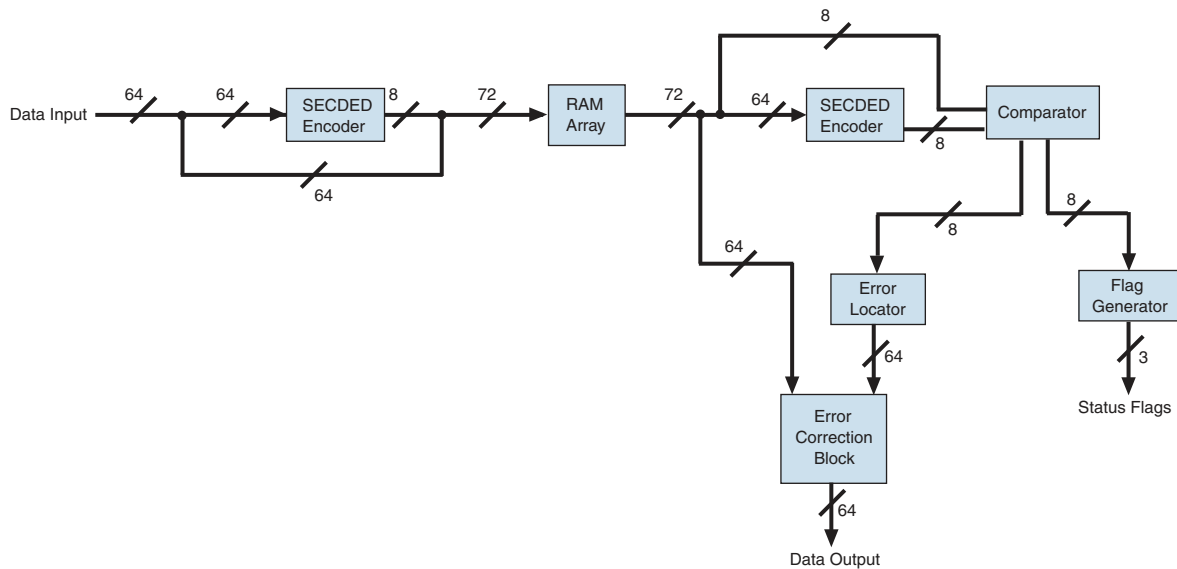 8
64
64
SECDED
Encoder
8
72
RAM
Array
72
64
SECDED
Encoder
8
Comparator
Data Input
64
8
8
64
Error
Locator
Flag
Generator
64
3
Status Flags
Error
Correction
Block
64
Data Output